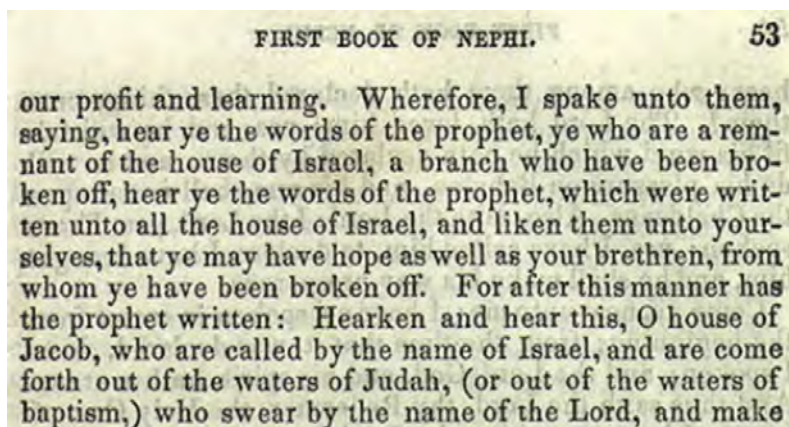 FIRST BOOK OF NEPHI. 53
our profit and learning. Wherefore, I spake unto them,
saying, hear ye the words of the prophet, ye who are a rem-
nant of the house of Israel, a branch who have been bro-
ken off, hear ye the words of the prophet, which were writ-
ten unto all the house of Israel, and liken them unto your-
selves, that ye may have hope as well as your brethren, from
whom ye have been broken off. For after this manner has
the prophet written: Hearken and hear this, O house of
Jacob, who are called by the name of Israel, and are come
forth out of the waters of Judah, (or out of the waters of
baptism,) who swear by the name of the Lord, and make